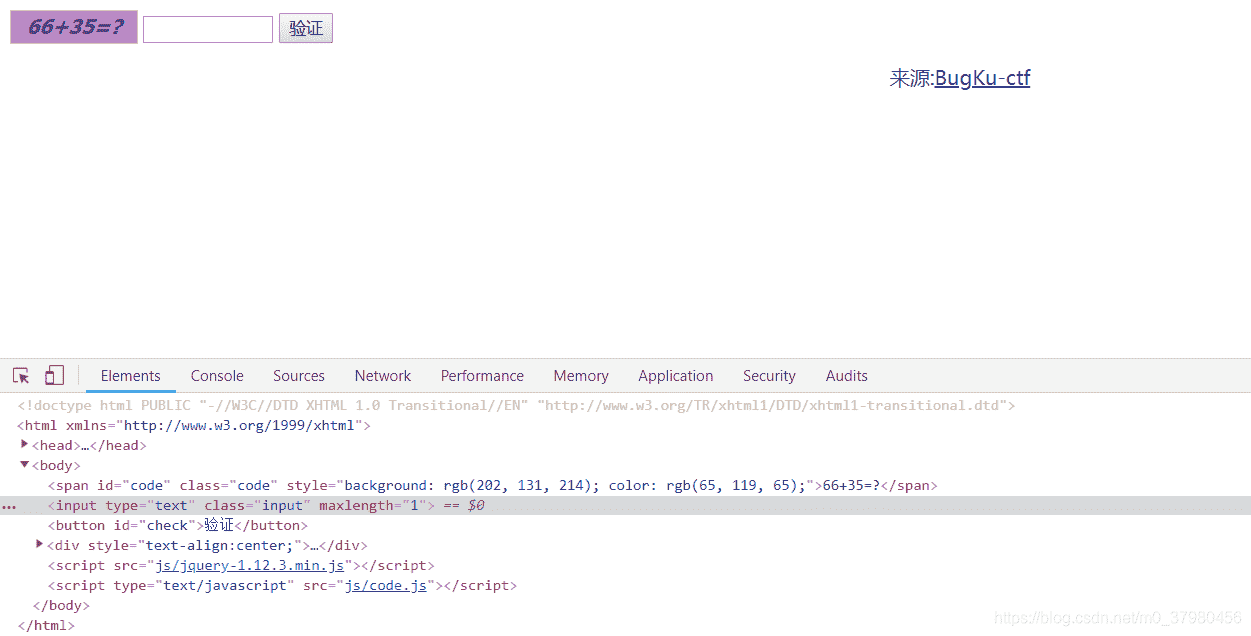 66+35=? 验证
来源:BugKu-ctf
Elements Console Sources Network Performance Memory Application Security Audits
<!doctype html PUBLIC "-//W3C//DTD XHTML 1.0 Transitional//EN" "http://www.w3.org/TR/xhtml1/DTD/xhtml1-transitional.dtd">
<html xmlns="http://www.w3.org/1999/xhtml">
<head>…</head>
<body>
<span id="code" class="code" style="background: rgb(202, 131, 214); color: rgb(65, 119, 65);">66+35=?</span>
... <input type="text" class="input" maxlength="1"> == $0
<button id="check">验证</button>
<div style="text-align:center;">…</div>
<script src="js/jquery-1.12.3.min.js"></script>
<script type="text/javascript" src="js/code.js"></script>
</body>
</html>
https://blog.csdn.net/m0_37980456